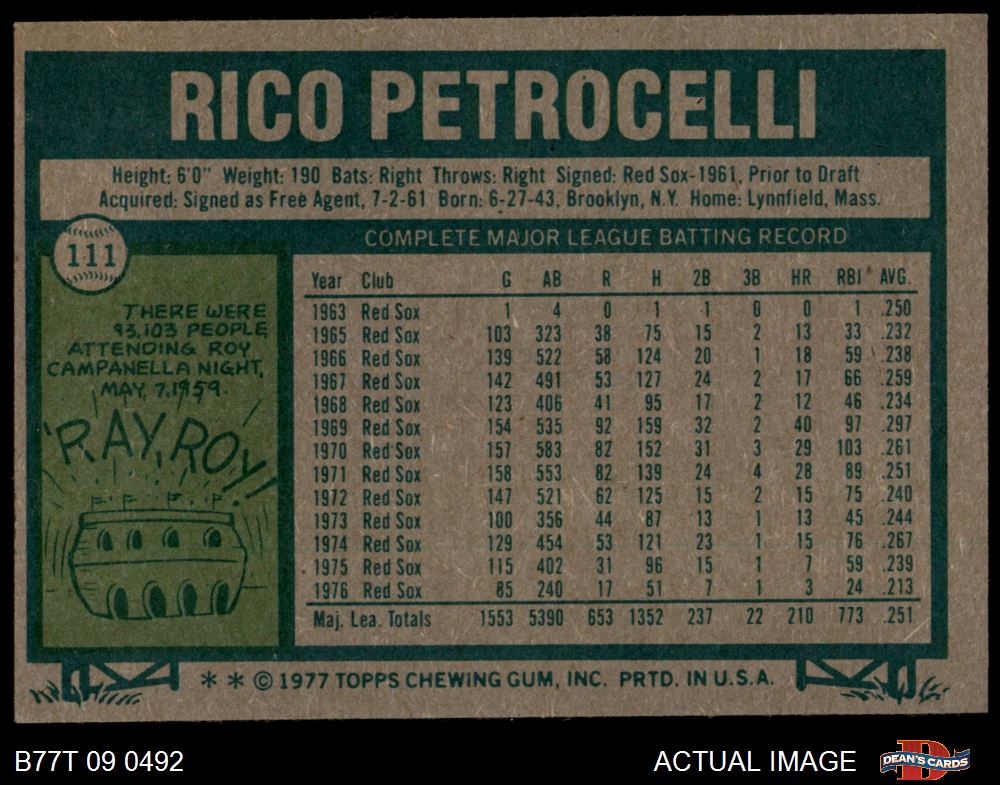 RICO PETROCELLI
Height: 6'0" Weight: 190 Bats: Right Throws: Right Signed: Red Sox-1961, Prior to Draft
Acquired: Signed as Free Agent, 7-2-61 Born: 6-27-43, Brooklyn, N.Y. Home: Lynnfield, Mass.
111
THERE WERE
93,103 PEOPLE
ATTENDING ROY
CAMPANELLA NIGHT,
MAY 7, 1959.
'RAY, ROY!
COMPLETE MAJOR LEAGUE BATTING RECORD
Year Club G AB R H 2B 3B HR RBI AVG.
1963 Red Sox 1 4 0 1 1 0 0 1 .250
1965 Red Sox 103 323 38 75 15 2 13 33 .232
1966 Red Sox 139 522 58 124 20 1 18 59 .238
1967 Red Sox 142 491 53 127 24 2 17 66 .259
1968 Red Sox 123 406 41 95 17 2 12 46 .234
1969 Red Sox 154 535 92 159 32 2 40 97 .297
1970 Red Sox 157 583 82 152 31 3 29 103 .261
1971 Red Sox 158 553 82 139 24 4 28 89 .251
1972 Red Sox 147 521 62 125 15 2 15 75 .240
1973 Red Sox 100 356 44 87 13 1 13 45 .244
1974 Red Sox 129 454 53 121 23 1 15 76 .267
1975 Red Sox 115 402 31 96 15 1 7 59 .239
1976 Red Sox 85 240 17 51 7 1 3 24 .213
Maj. Lea. Totals 1553 5390 653 1352 237 22 210 773 .251
* * © 1977 TOPPS CHEWING GUM, INC. PRTD. IN U.S.A.
B77T 09 0492
ACTUAL IMAGE
D
DEAN'S CARDS